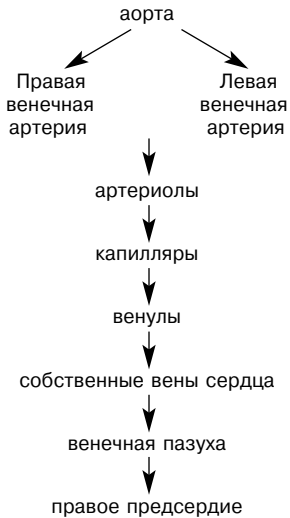 аорта
Правая
венечная
артерия
Левая
венечная
артерия
артериолы
капилляры
венулы
собственные вены сердца
венечная пазуха
правое предсердие